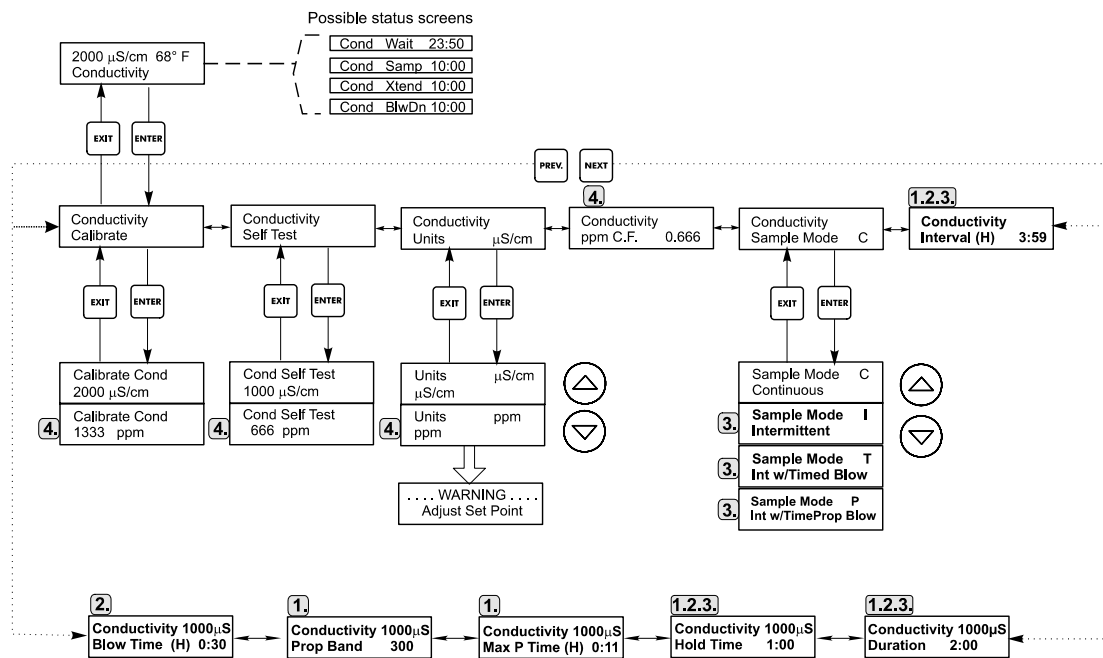 Possible status screens
2000 μS/cm 68° F
Conductivity
Cond Wait 23:50
Cond Samp 10:00
Cond Xtend 10:00
Cond BlwDn 10:00
EXIT
ENTER
PREV.
NEXT
Conductivity
Calibrate
Conductivity
Self Test
Conductivity
Units μS/cm
4.
Conductivity
ppm C.F. 0.666
Conductivity
Sample Mode C
1.2.3.
Conductivity
Interval (H) 3:59
EXIT
ENTER
EXIT
ENTER
EXIT
ENTER
EXIT
ENTER
Calibrate Cond
2000 μS/cm
4.
Calibrate Cond
1333 ppm
Cond Self Test
1000 μS/cm
4.
Cond Self Test
666 ppm
Units μS/cm
μS/cm
4.
Units ppm
ppm
. . . . WARNING . . . .
Adjust Set Point
Sample Mode C
Continuous
3.
Sample Mode I
Intermittent
3.
Sample Mode T
Int w/Timed Blow
3.
Sample Mode P
Int w/TimeProp Blow
2.
Conductivity 1000μS
Blow Time (H) 0:30
1.
Conductivity 1000μS
Prop Band 300
1.
Conductivity 1000μS
Max P Time (H) 0:11
1.2.3.
Conductivity 1000μS
Hold Time 1:00
1.2.3.
Conductivity 1000μS
Duration 2:00